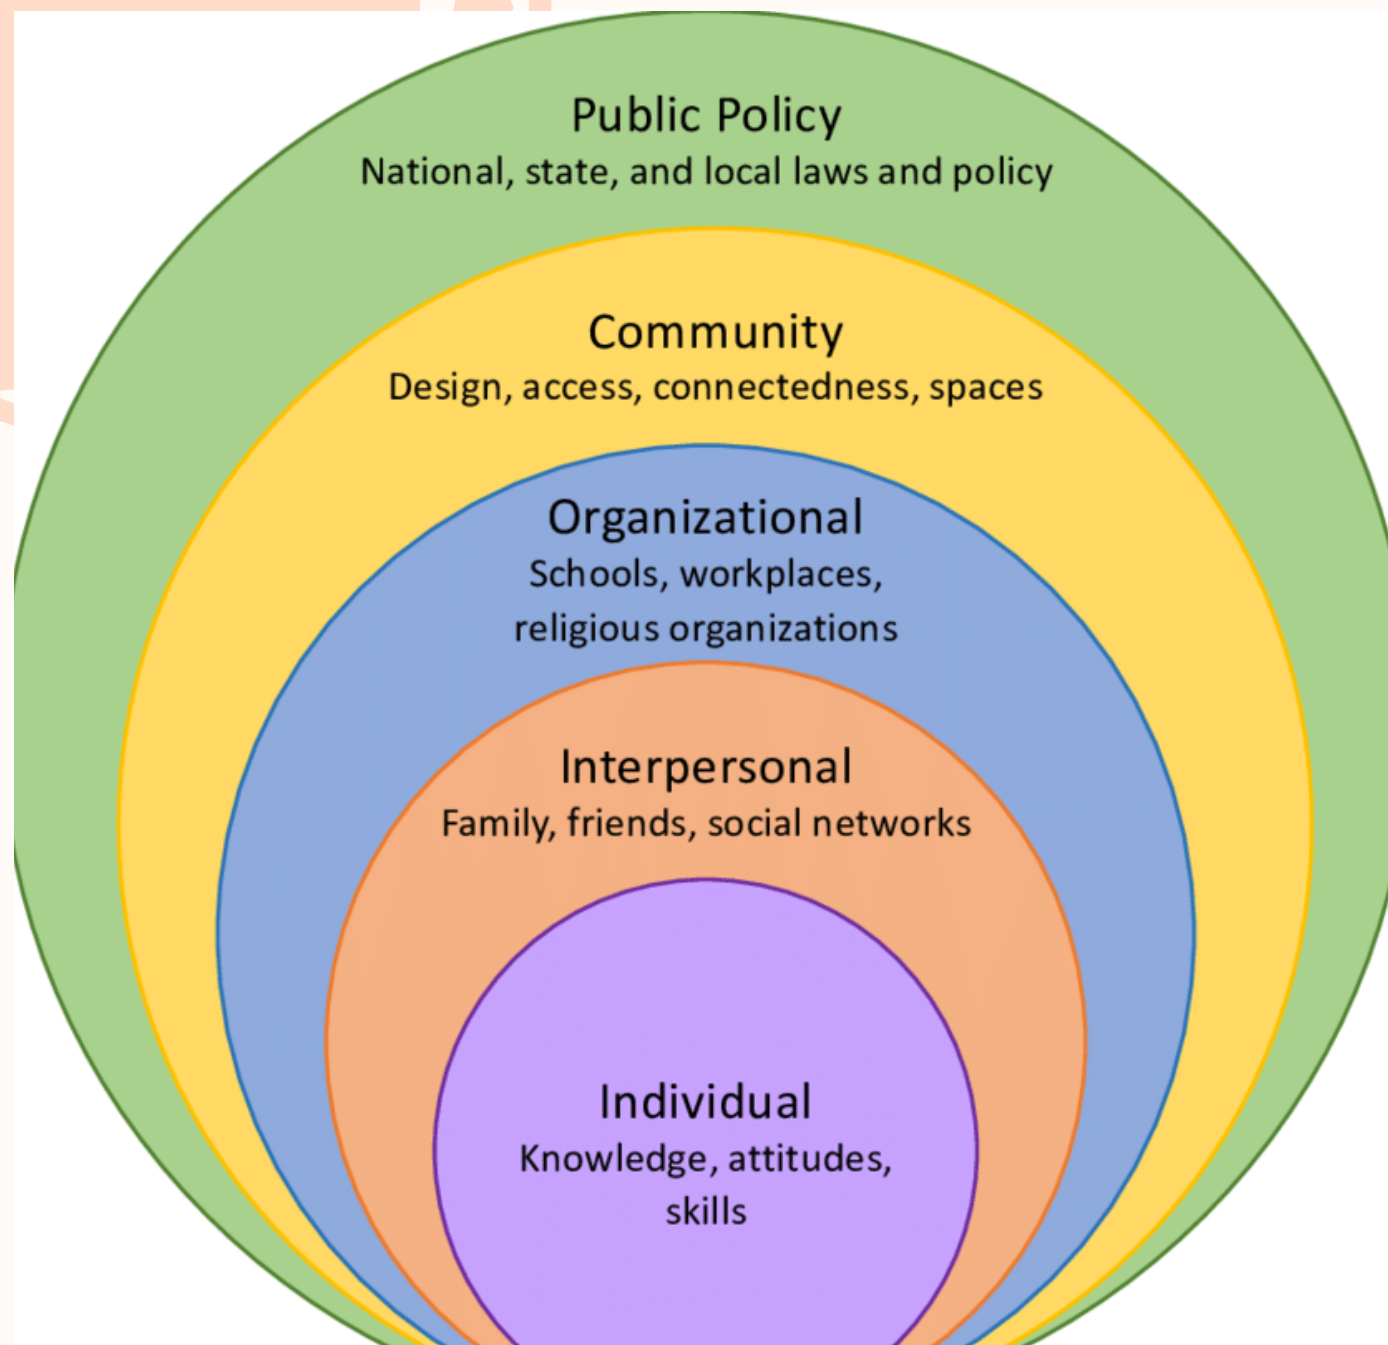 Public Policy
National, state, and local laws and policy
Community
Design, access, connectedness, spaces
Organizational
Schools, workplaces,
religious organizations
Interpersonal
Family, friends, social networks
Individual
Knowledge, attitudes,
skills